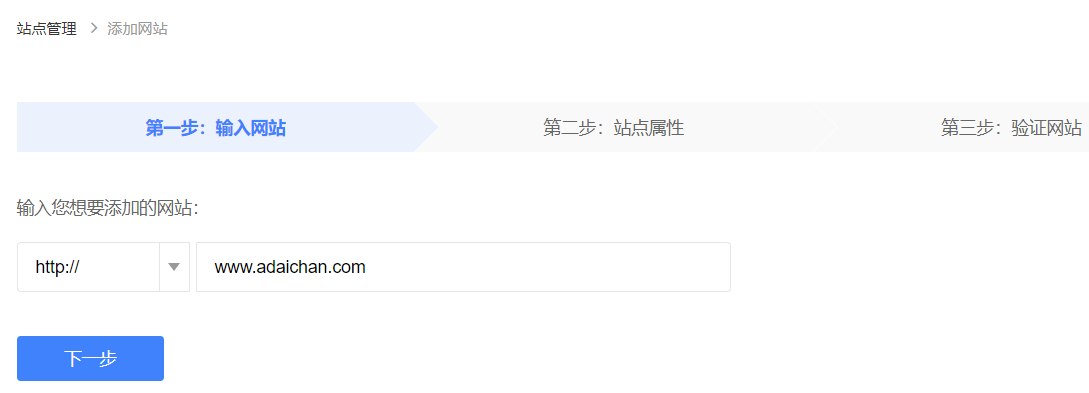 站点管理 > 添加网站
第一步：输入网站 第二步：站点属性 第三步：验证网站
输入您想要添加的网站：
http:// www.adaichan.com
下一步